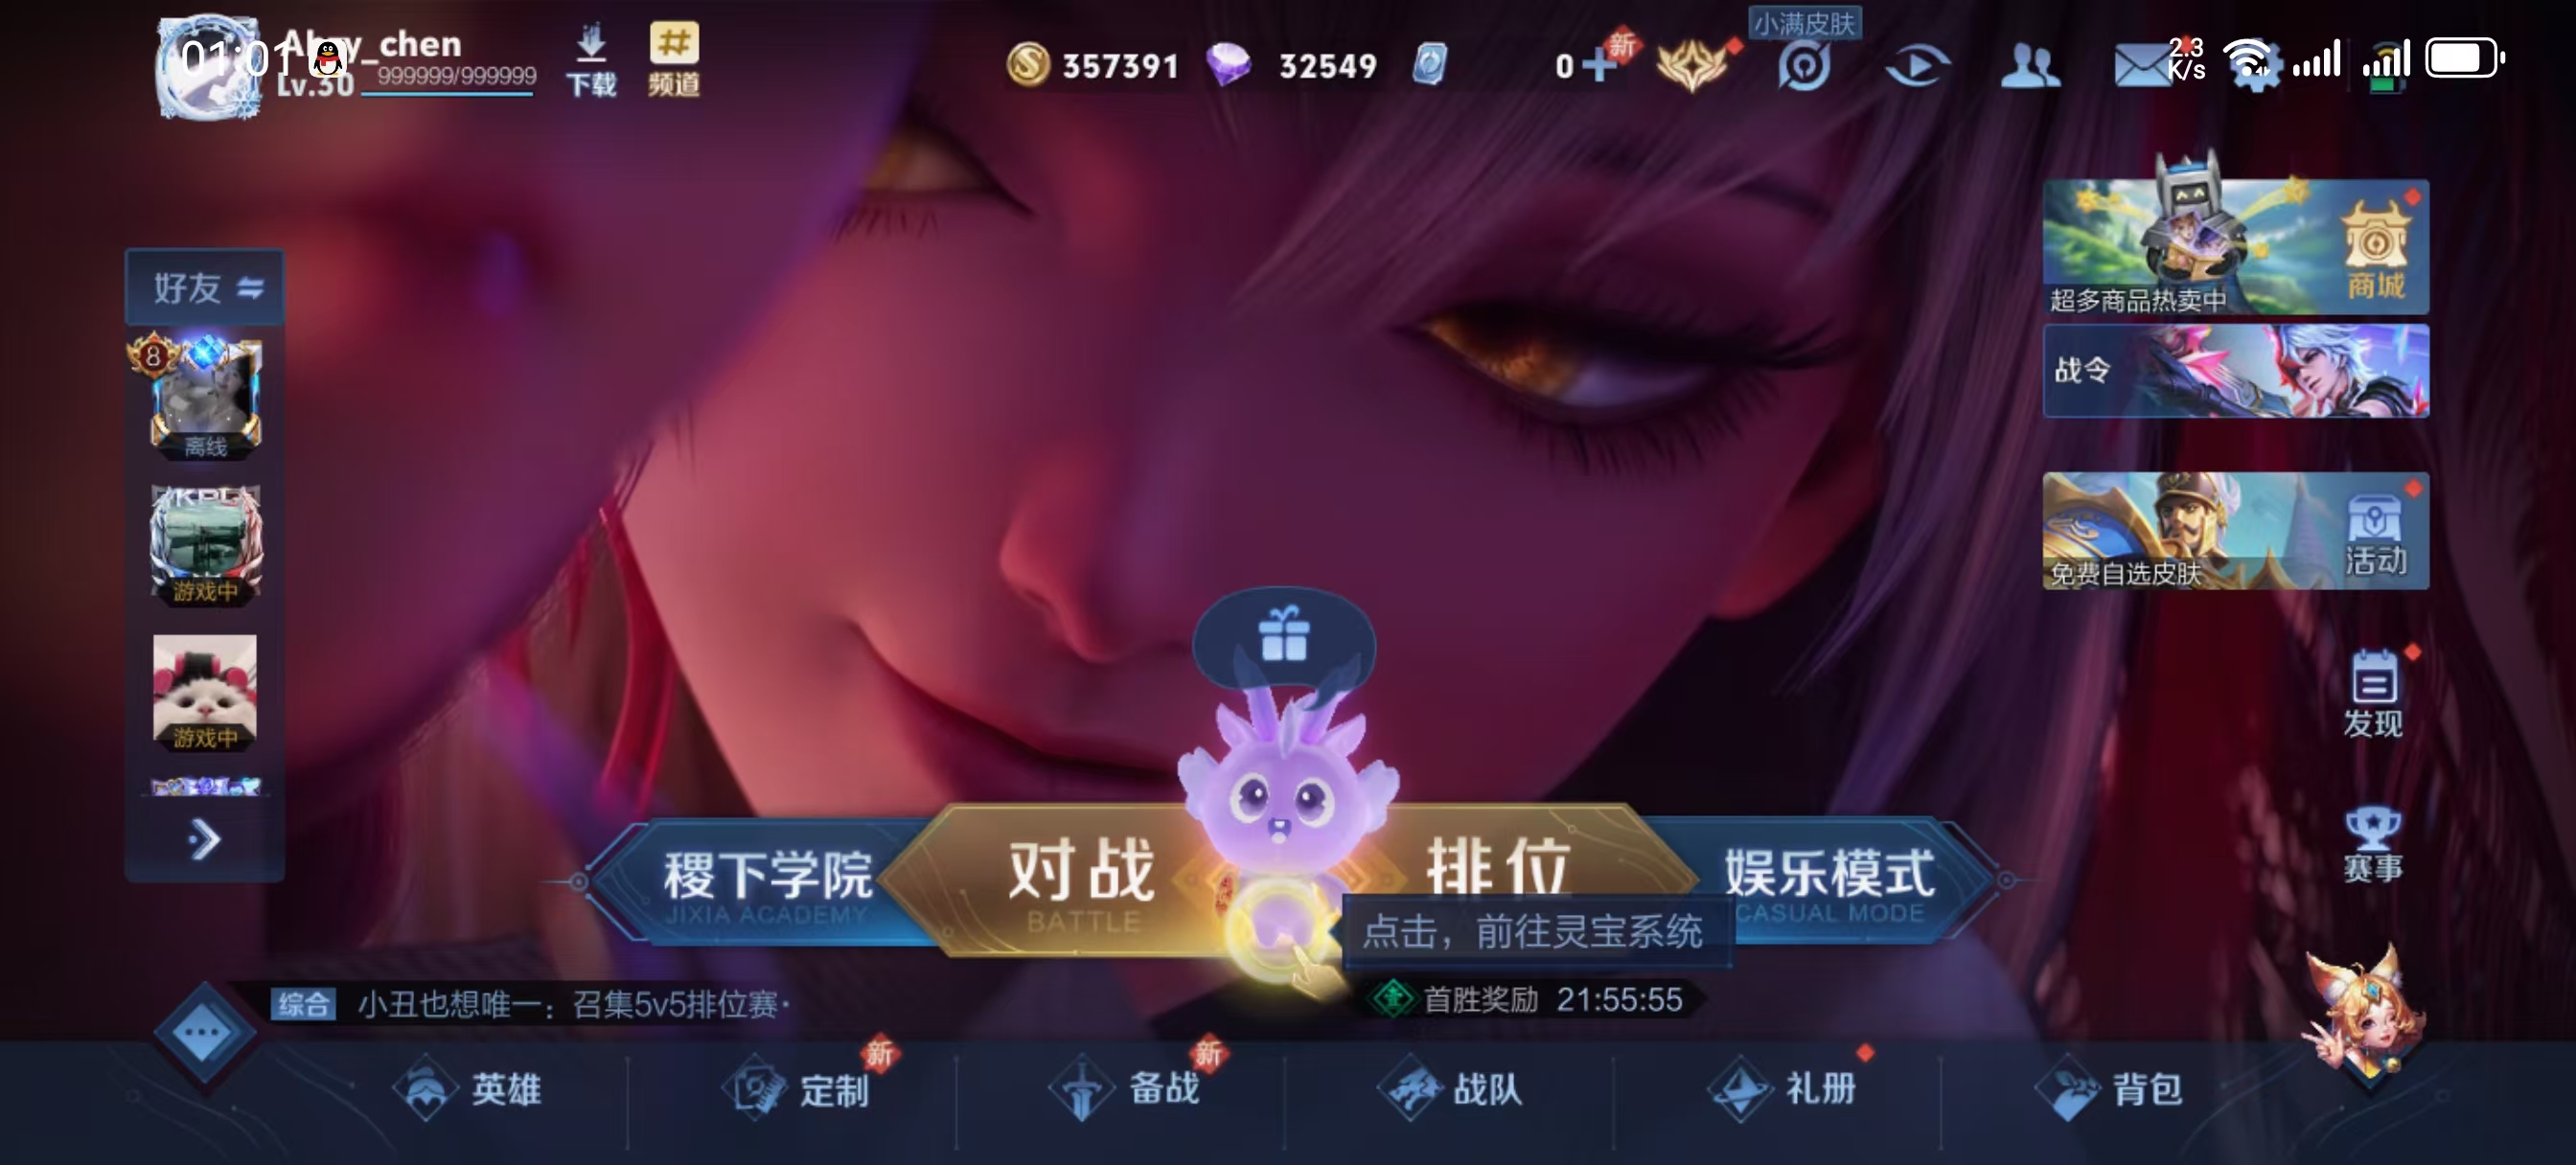 01:01
Lv.30
999999/999999
下载
频道
357391
32549
0
新
小满皮肤
2.3
K/s
好友
8
离线
KPL
游戏中
游戏中
商城
超多商品热卖中
战令
活动
免费自选皮肤
发现
赛事
稷下学院
JIXIA ACADEMY
对战
BATTLE
排位
娱乐模式
CASUAL MODE
点击，前往灵宝系统
首胜奖励 21:55:55
综合 小丑也想唯一：召集5v5排位赛·
英雄
定制
新
备战
新
战队
礼册
背包